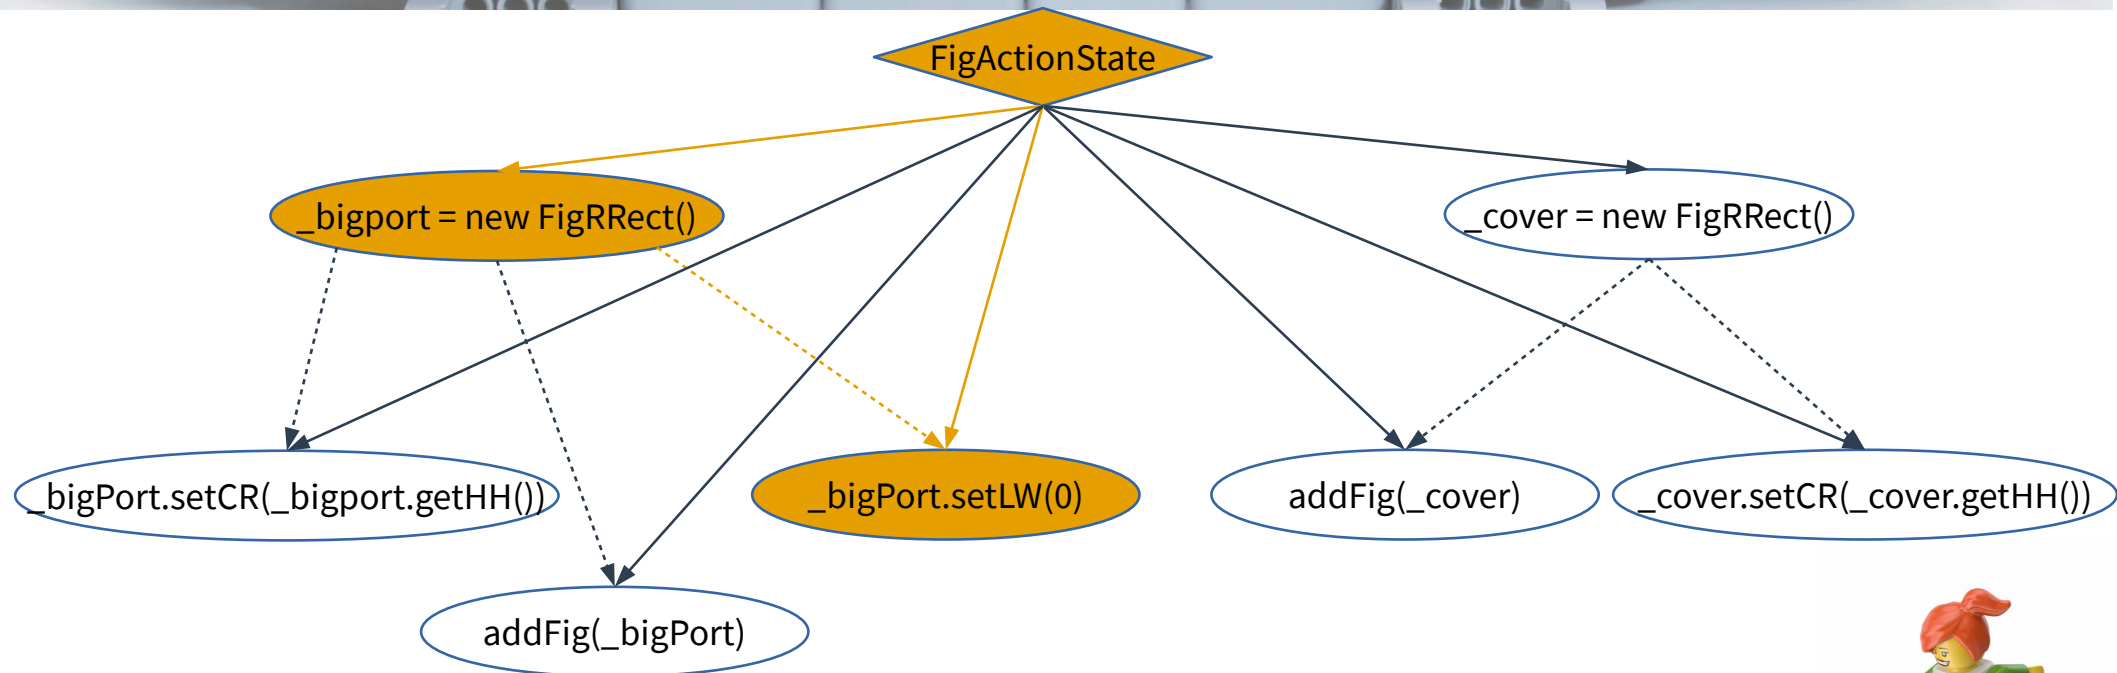 FigActionState
_bigport = new FigRRect()
_cover = new FigRRect()
_bigPort.setCR(_bigport.getHH())
_bigPort.setLW(0)
addFig(_cover)
_cover.setCR(_cover.getHH())
addFig(_bigPort)